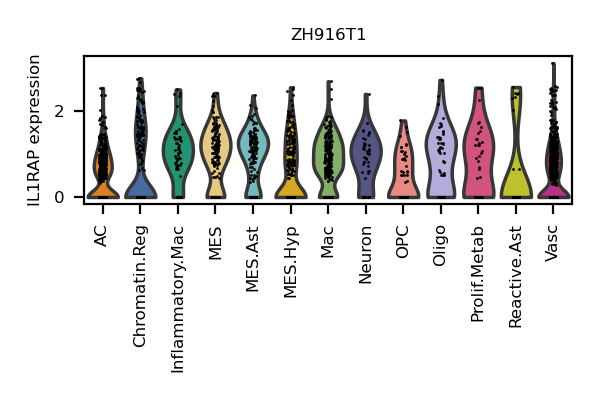 ZH916T1
IL1RAP expression
2
0
AC
Chromatin.Reg
Inflammatory.Mac
MES
MES.Ast
MES.Hyp
Mac
Neuron
OPC
Oligo
Prolif.Metab
Reactive.Ast
Vasc